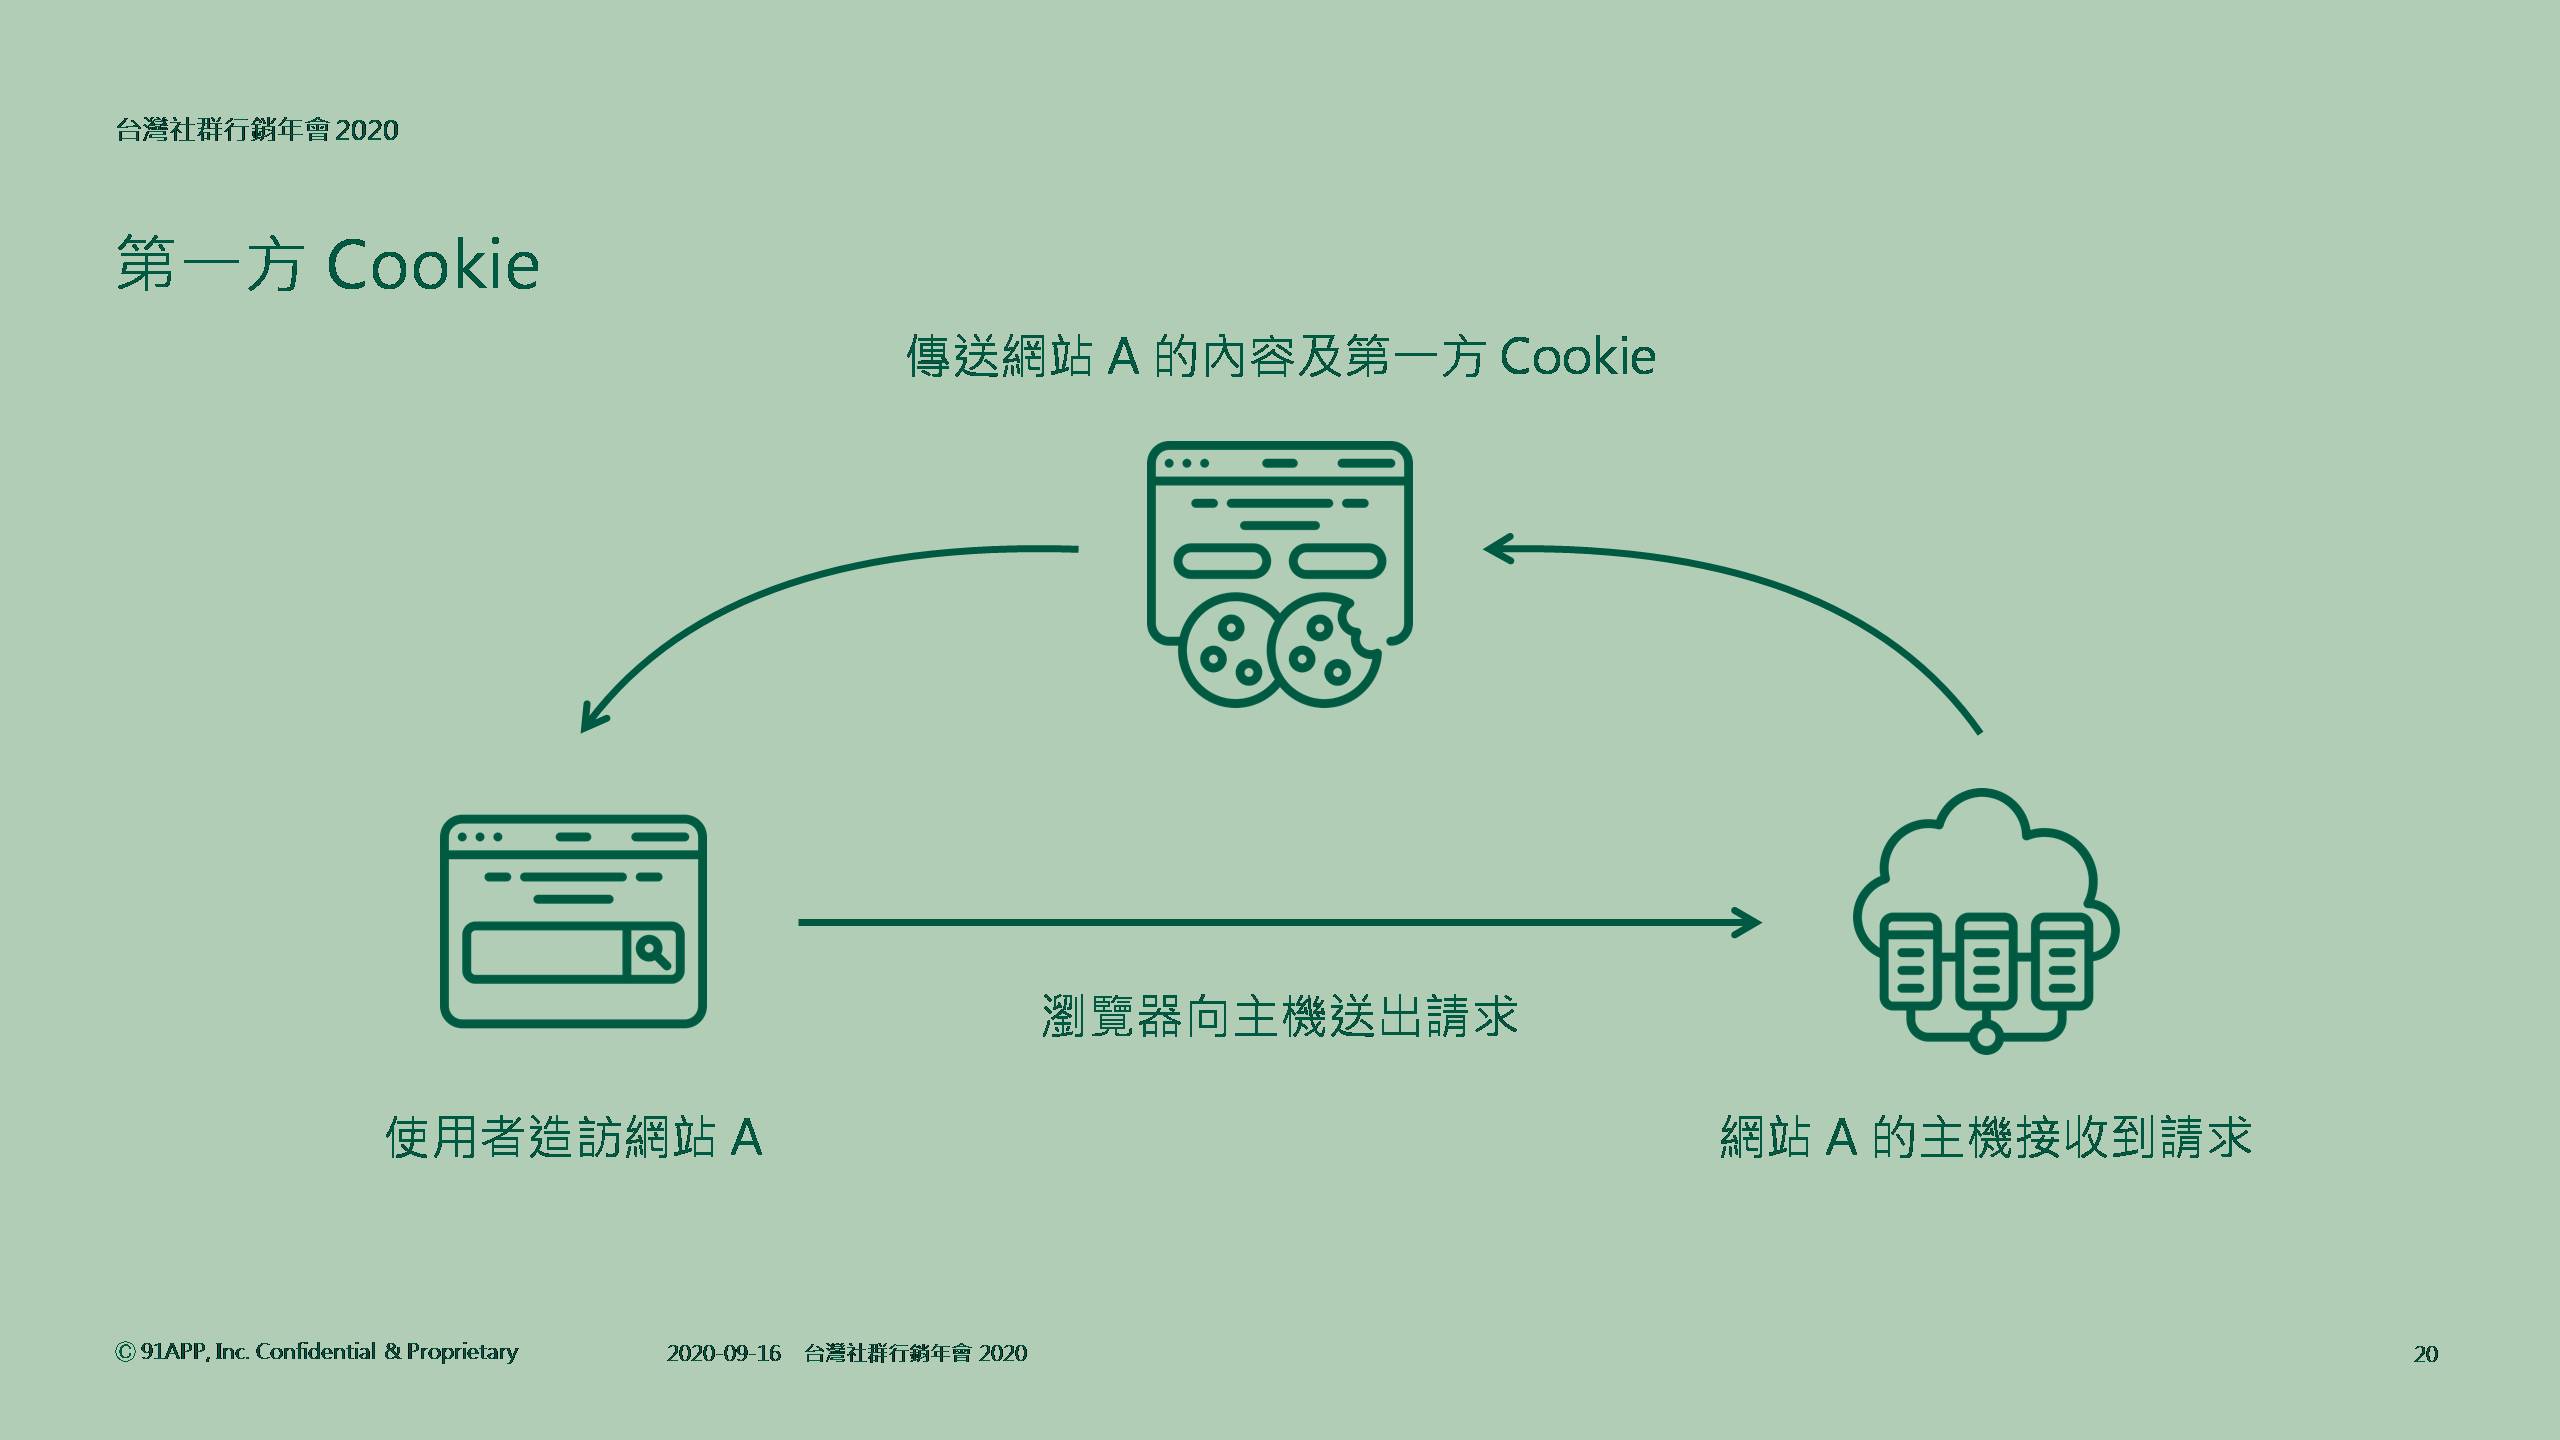 台灣社群行銷年會 2020
第一方 Cookie
傳送網站 A 的內容及第一方 Cookie
瀏覽器向主機送出請求
使用者造訪網站 A
網站 A 的主機接收到請求
© 91APP, Inc. Confidential & Proprietary
2020-09-16 台灣社群行銷年會 2020
20